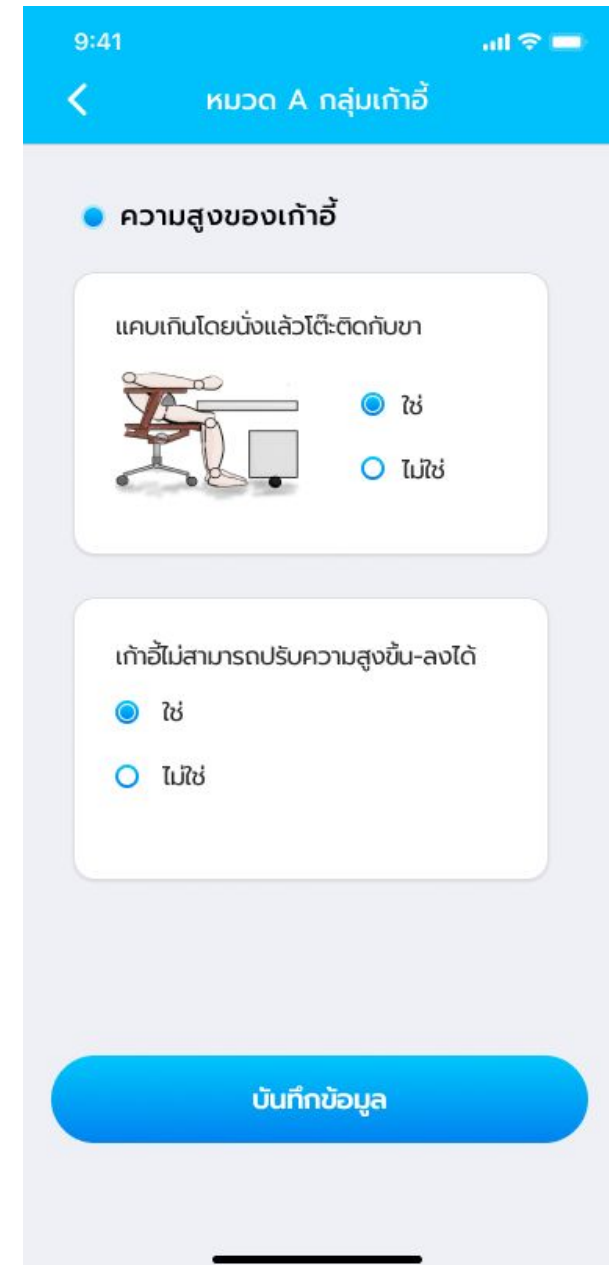 9:41
หมวด A กลุ่มเก้าอี้
ความสูงของเก้าอี้
แคบเกินโดยนั่งแล้วโต๊ะติดกับขา
ใช่
ไม่ใช่
เก้าอี้ไม่สามารถปรับความสูงขึ้น-ลงได้
ใช่
ไม่ใช่
บันทึกข้อมูล